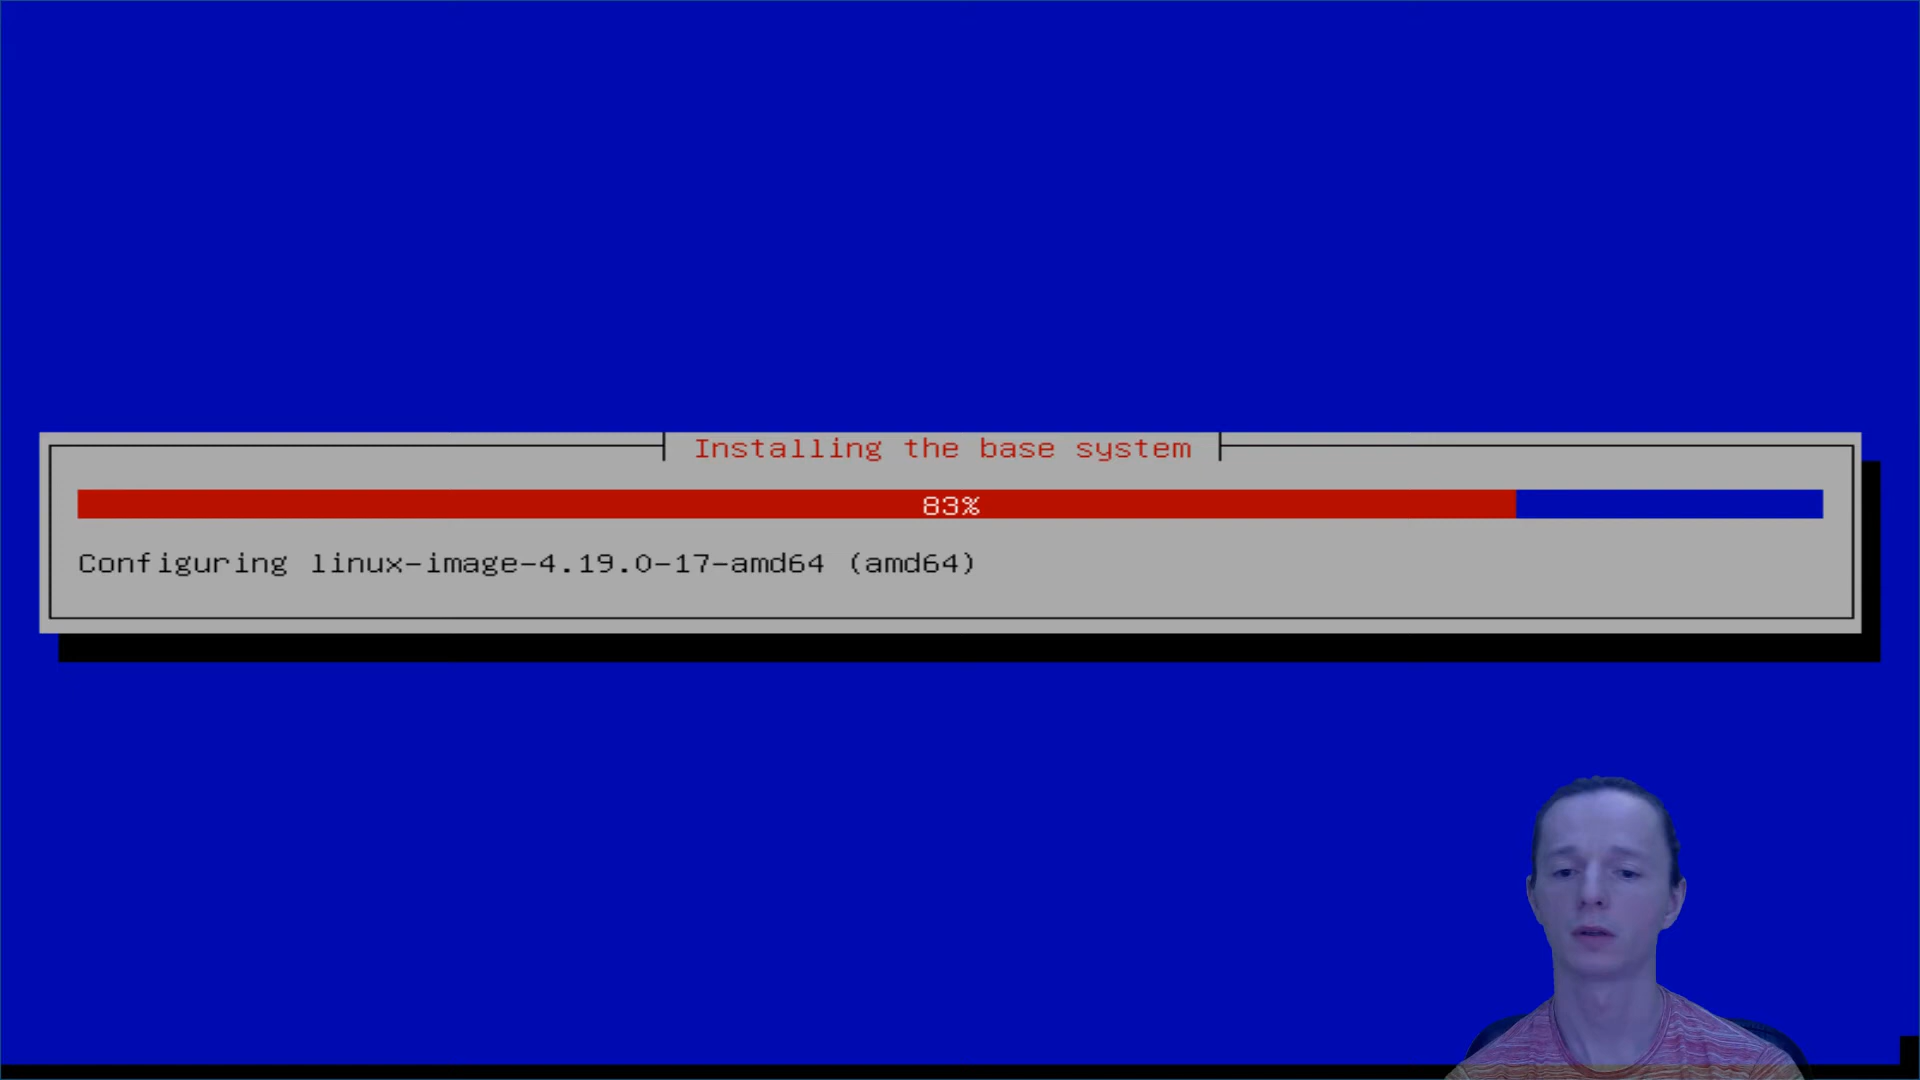 Installing the base system
83%
Configuring linux-image-4.19.0-17-amd64 (amd64)